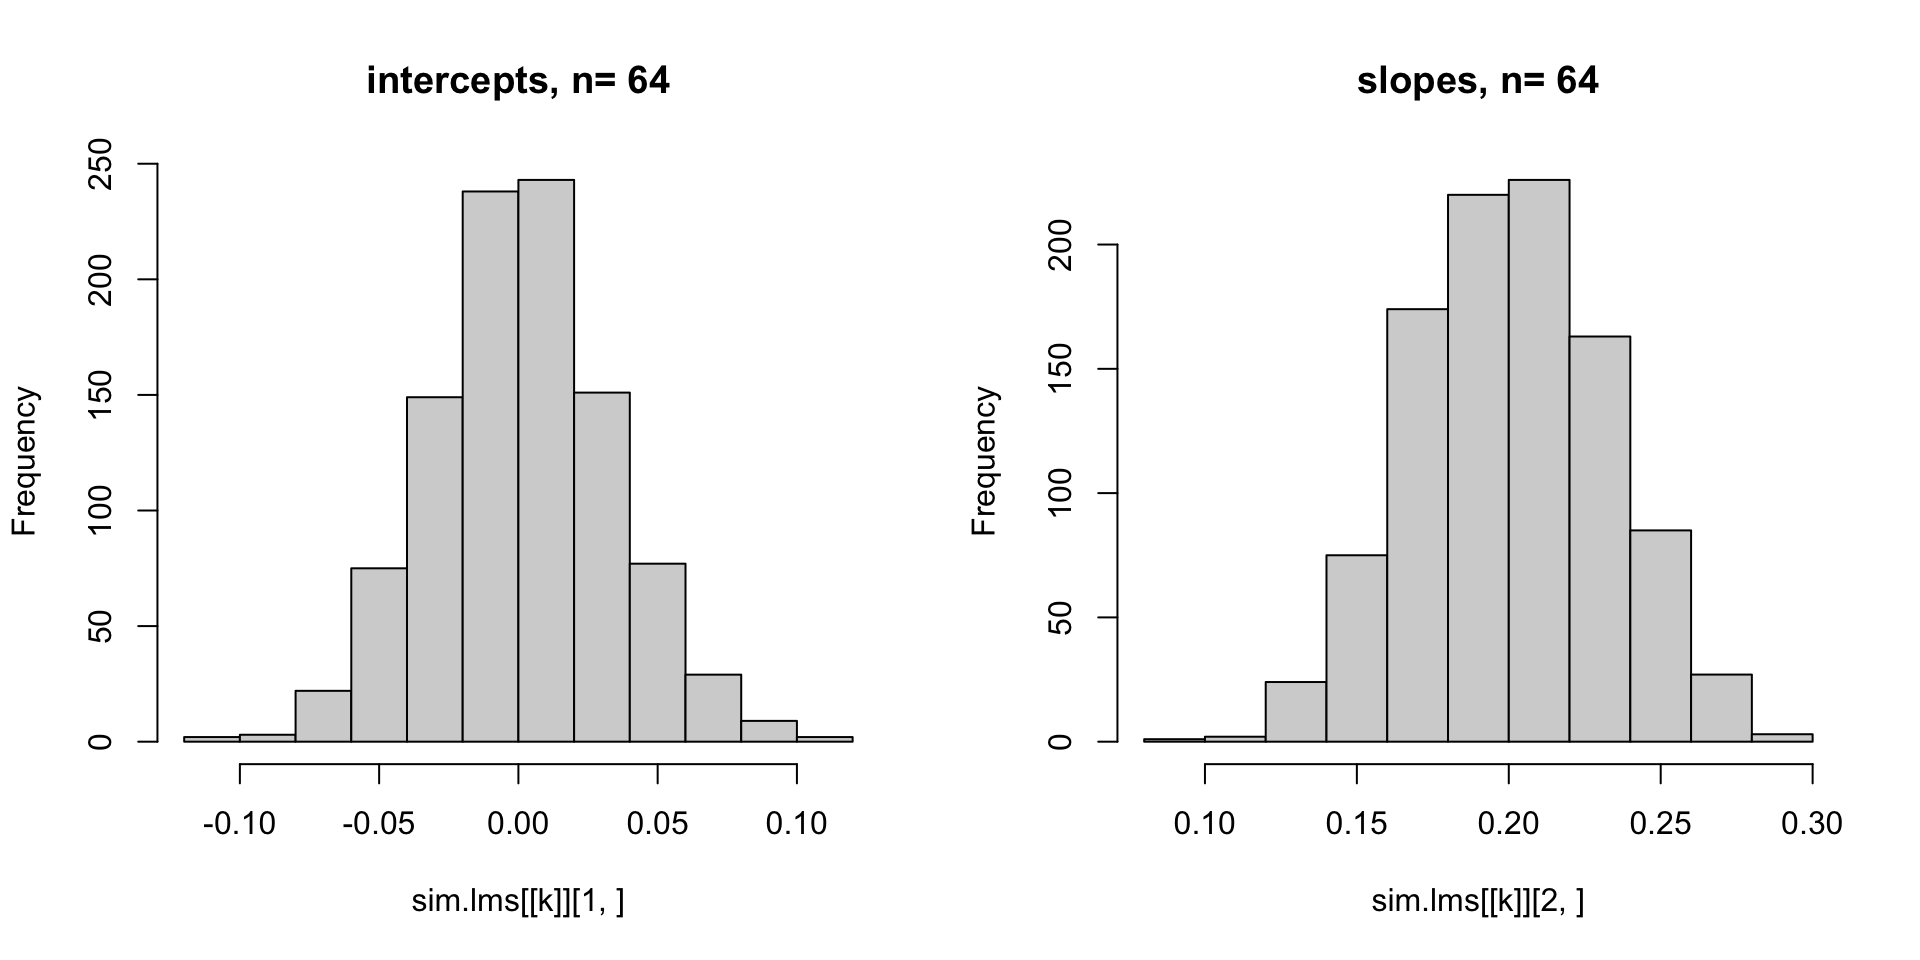 intercepts, n= 64
Frequency
250
200
150
100
50
0
-0.10 -0.05 0.00 0.05 0.10
sim.lms[[k]][1, ]
slopes, n= 64
Frequency
200
150
100
50
0
0.10 0.15 0.20 0.25 0.30
sim.lms[[k]][2, ]